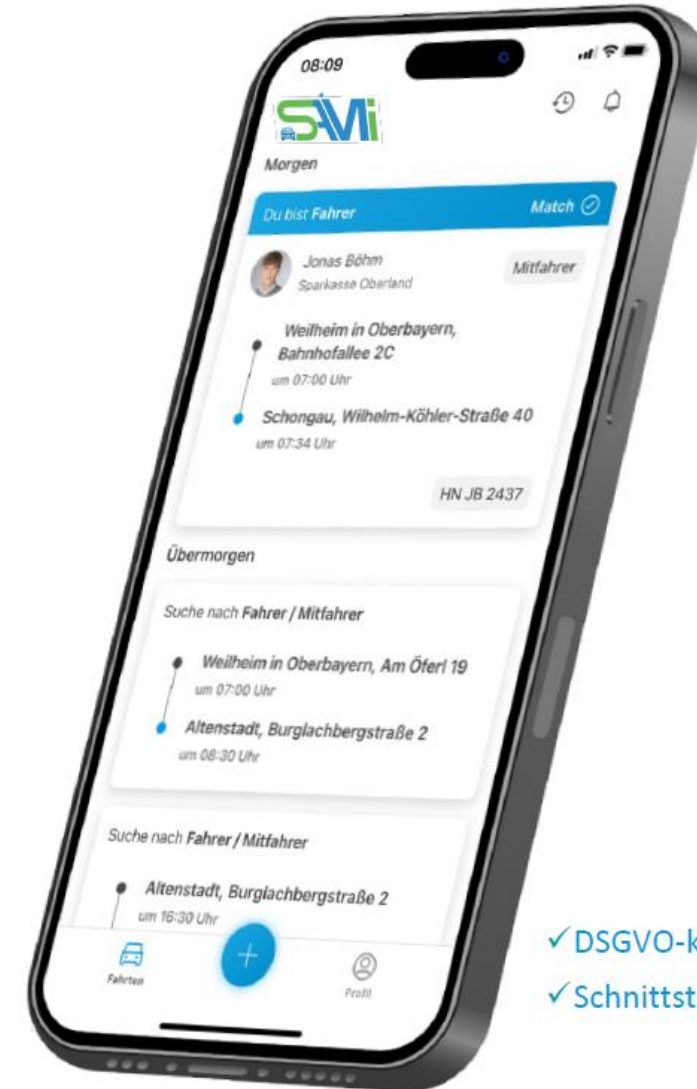 08:09
SAMi
Morgen
Du bist Fahrer
Match
Jonas Böhm
Sparkasse Oberland
Mitfahrer
Weilheim in Oberbayern,
Bahnhofallee 2C
um 07:00 Uhr
Schongau, Wilhelm-Köhler-Straße 40
um 07:34 Uhr
HN JB 2437
Übermorgen
Suche nach Fahrer / Mitfahrer
Weilheim in Oberbayern, Am Öferl 19
um 07:00 Uhr
Altenstadt, Burglachbergstraße 2
um 08:30 Uhr
Suche nach Fahrer / Mitfahrer
Altenstadt, Burglachbergstraße 2
um 16:30 Uhr
Fahrten
Profil
✓DSGVO-k
✓Schnittst